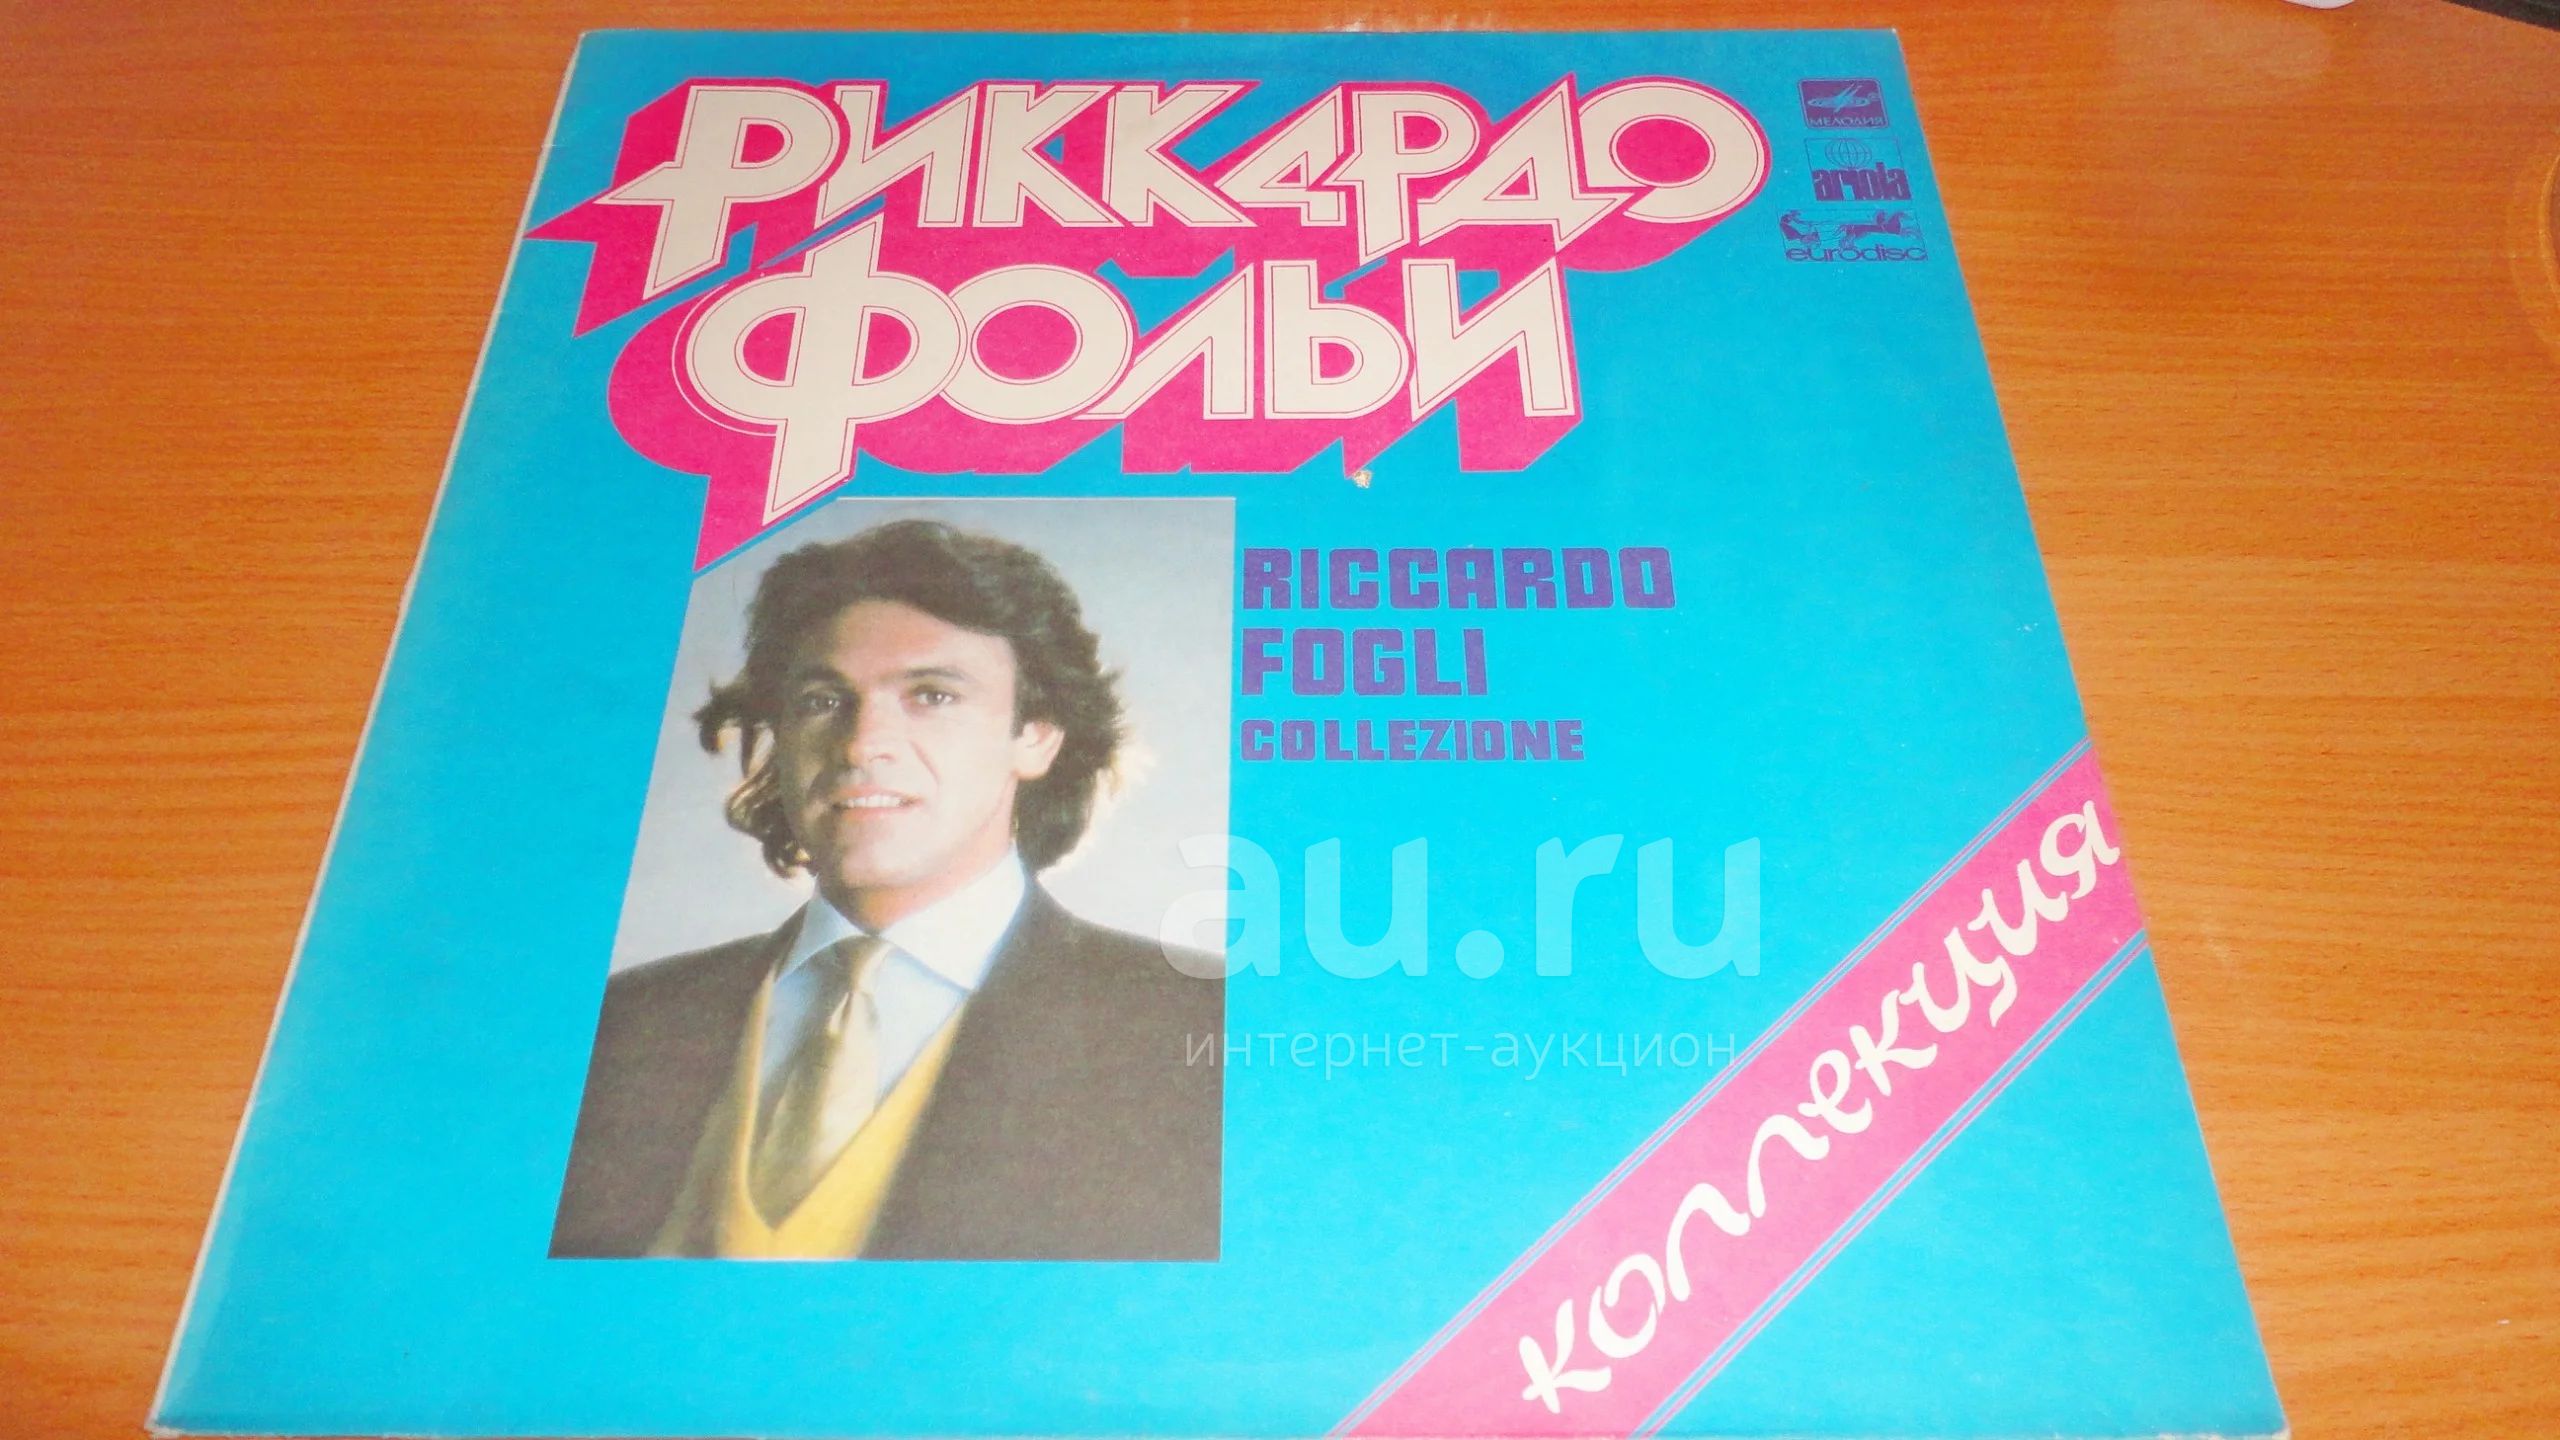 РИККАРДО
ФОЛЬИ
МЕЛОДИЯ
ariola
eurodisc
RICCARDO
FOGLI
COLLEZIONE
коллекция
au.ru
интернет-аукцион